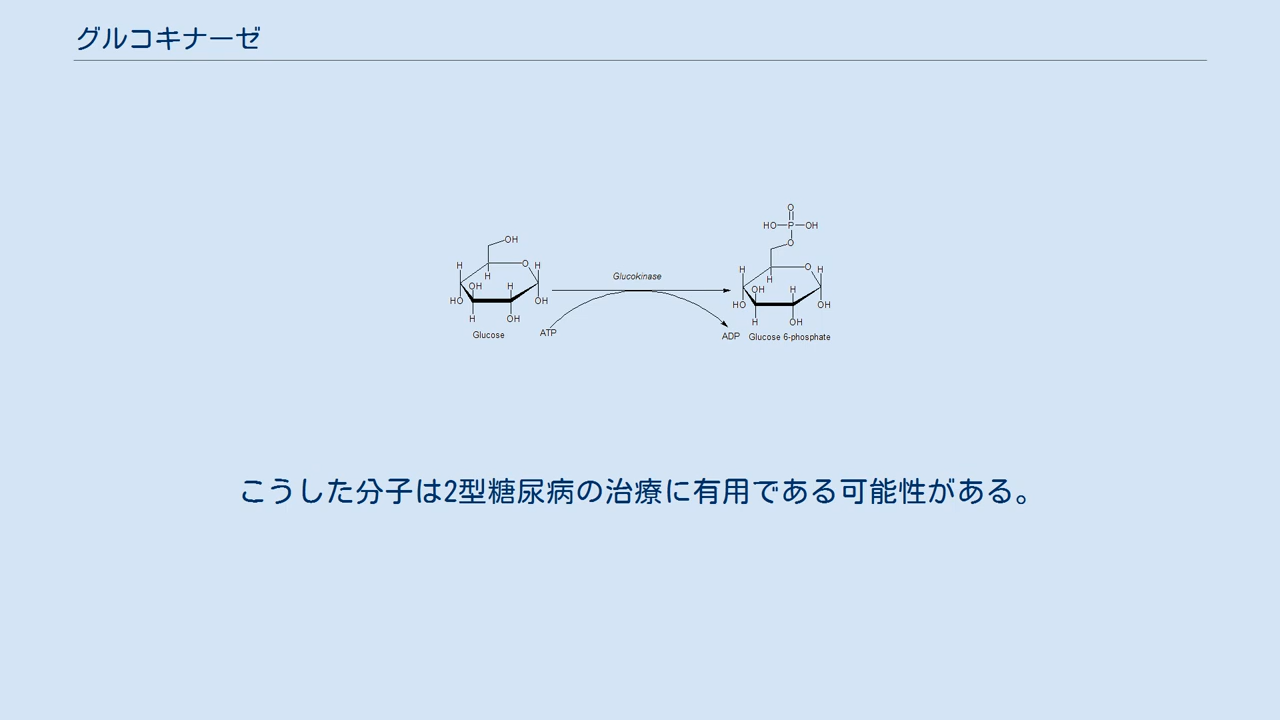 グルコキナーゼ
O
HO P OH
O
OH
H O H
H
OH H
HO OH
H OH
Glucose
Glucokinase
ATP
ADP
H O H
H
OH H
HO OH
H OH
Glucose 6-phosphate
こうした分子は2型糖尿病の治療に有用である可能性がある。